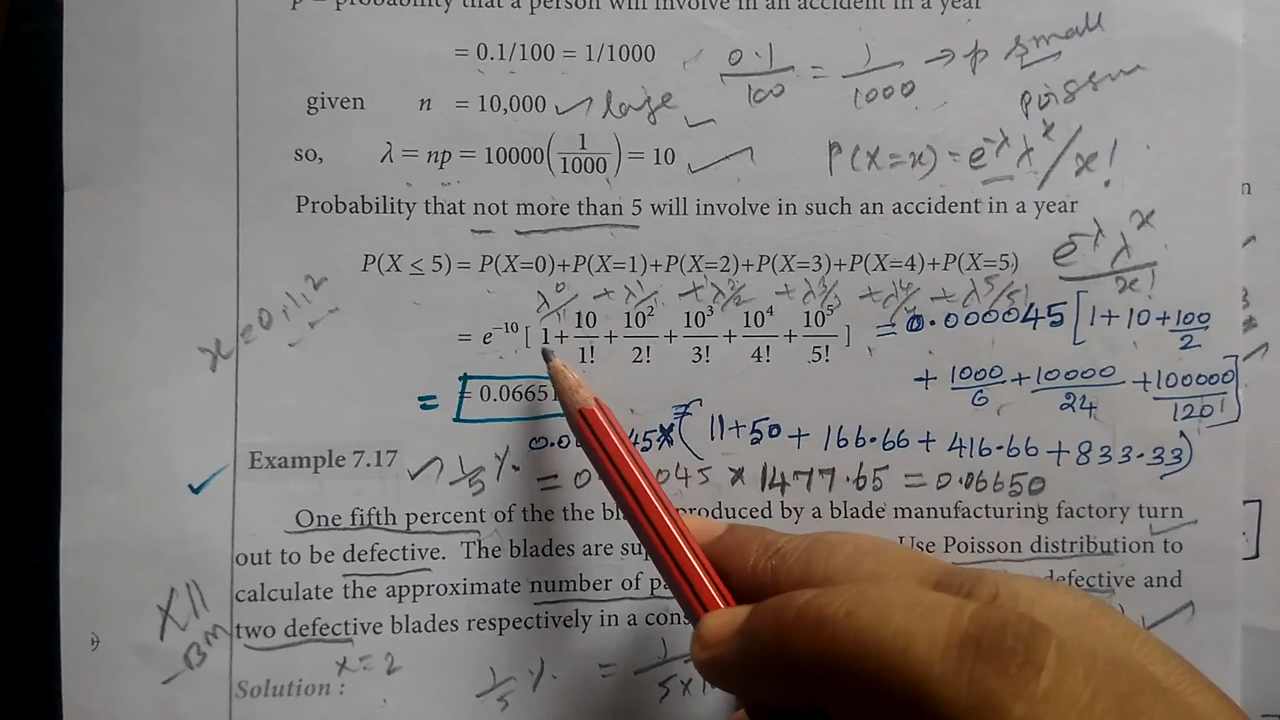 probability that a person will involve in an accident in a year
= 0.1/100 = 1/1000
0.1/100 = 1/1000 → p small
poisson
given n = 10,000 large
so, λ = np = 10000(1/1000) = 10
P(X=x) = e^-λ λ^x / x!
Probability that not more than 5 will involve in such an accident in a year
P(X ≤ 5) = P(X=0)+P(X=1)+P(X=2)+P(X=3)+P(X=4)+P(X=5)
e^-λ λ^x / x!
x = 0,1,2
= e^-10 [ 1 + 10/1! + 10^2/2! + 10^3/3! + 10^4/4! + 10^5/5! ]
= 0.000045 [1 + 10 + 100/2
+ 1000/6 + 10000/24 + 100000/120]
= 0.0665
(11+50 + 166.66 + 416.66 + 833.33)
Example 7.17 1/5 %
045 × 1477.65 = 0.06650
One fifth percent of the the produced by a blade manufacturing factory turn
out to be defective. The blades are Use Poisson distribution to
calculate the approximate number of defective and
two defective blades respectively in a
XII
- BM
x = 2
Solution : 1/5 % =